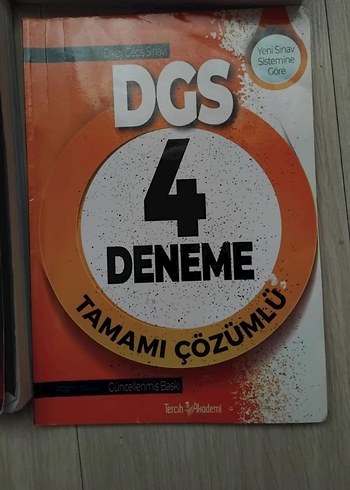 Dikey Geçiş Sınavı
Yeni Sınav
Sistemine
Göre
DGS
4
DENEME
TAMAMI ÇÖZÜMLÜ
Güncellenmiş Baskı
Tercih Akademi